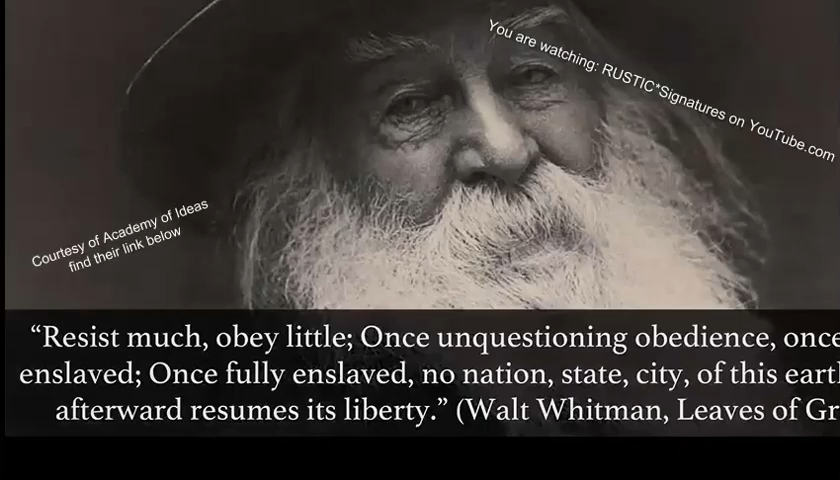 You are watching: RUSTIC*Signatures on YouTube.com
Courtesy of Academy of Ideas
find their link below
“Resist much, obey little; Once unquestioning obedience, once
enslaved; Once fully enslaved, no nation, state, city, of this eart
afterward resumes its liberty.” (Walt Whitman, Leaves of Gr